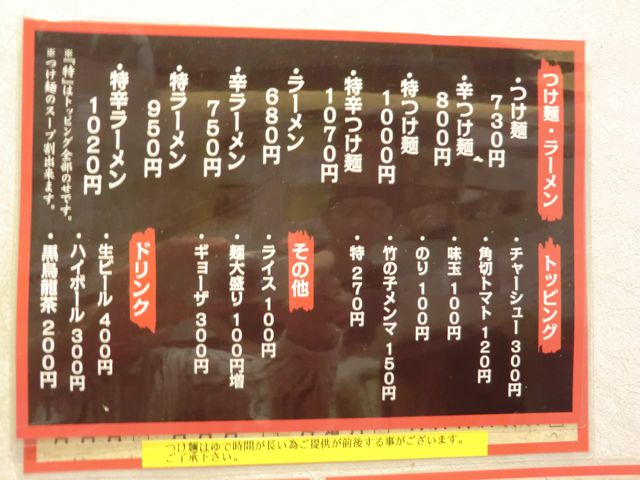 つけ麺・ラーメン
・つけ麺
730円
・辛つけ麺
800円
・特つけ麺
1000円
・特辛つけ麺
1070円
・ラーメン
680円
・辛ラーメン
750円
・特ラーメン
950円
・特辛ラーメン
1020円
※『特』はトッピング全部のせです。
※つけ麺のスープ割出来ます。
トッピング
・チャーシュー300円
・角切トマト120円
・味玉100円
・のり100円
・竹の子メンマ150円
・特270円
その他
・ライス100円
・麺大盛り100円増
・ギョーザ300円
ドリンク
・生ビール400円
・ハイボール300円
・黒烏龍茶200円
つけ麺はゆで時間が長い為ご提供が前後する事がございます。
ご了承下さい。